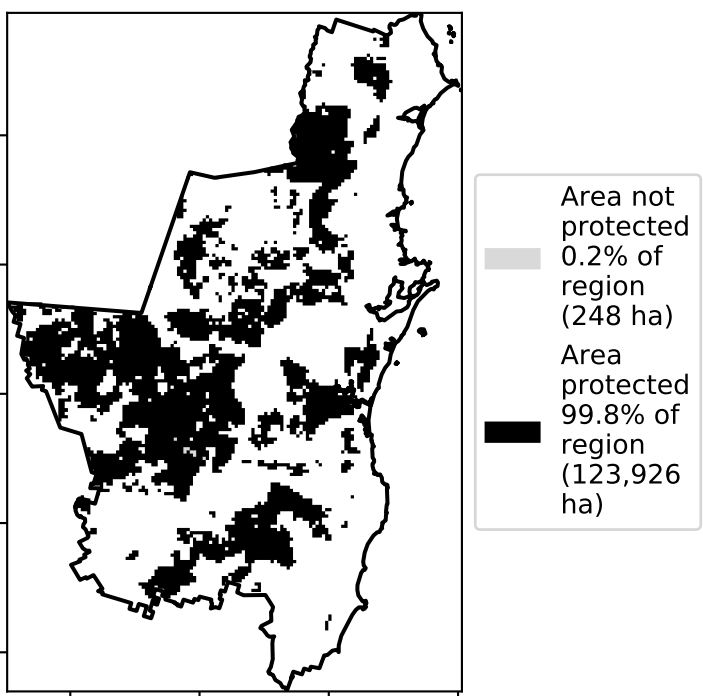 Area not
protected
0.2% of
region
(248 ha)
Area
protected
99.8% of
region
(123,926
ha)